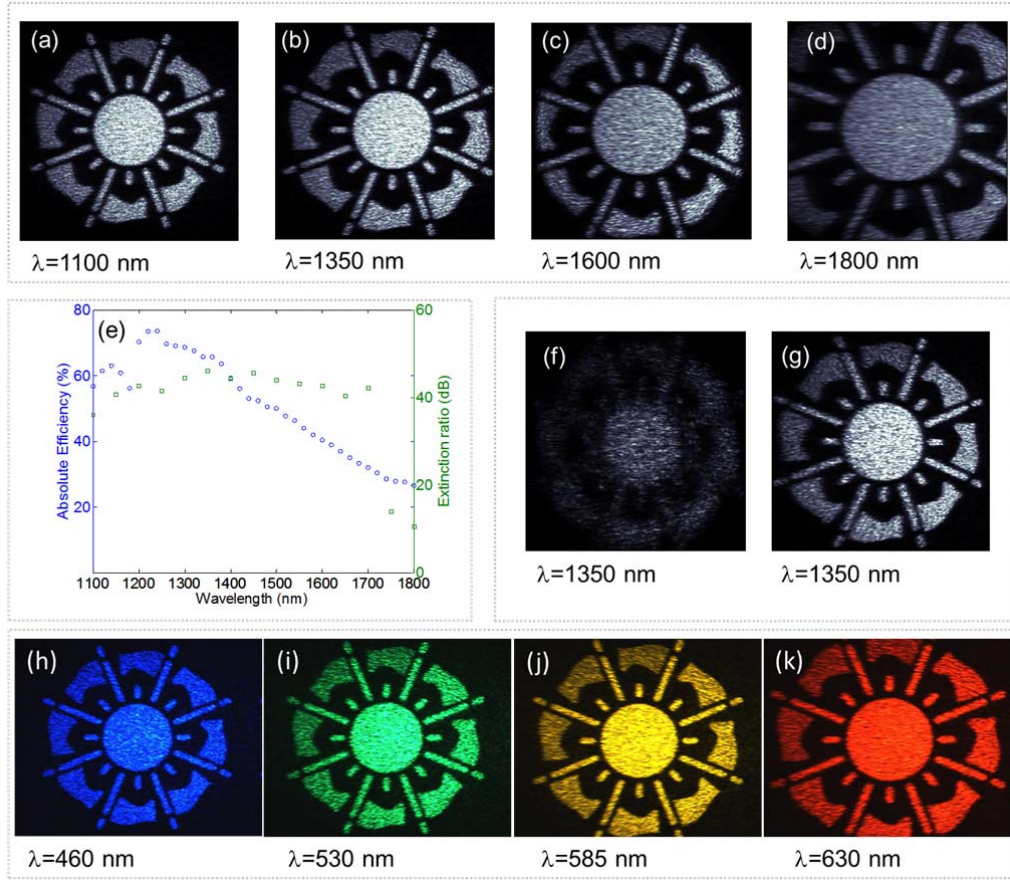 (a) (b) (c) (d)
λ=1100 nm λ=1350 nm λ=1600 nm λ=1800 nm
(e)
80 60
60 40
40 20
20 0
1100 1200 1300 1400 1500 1600 1700 1800
Wavelength (nm)
Absolute Efficiency (%)
Extinction ratio (dB)
(f) (g)
λ=1350 nm λ=1350 nm
(h) (i) (j) (k)
λ=460 nm λ=530 nm λ=585 nm λ=630 nm